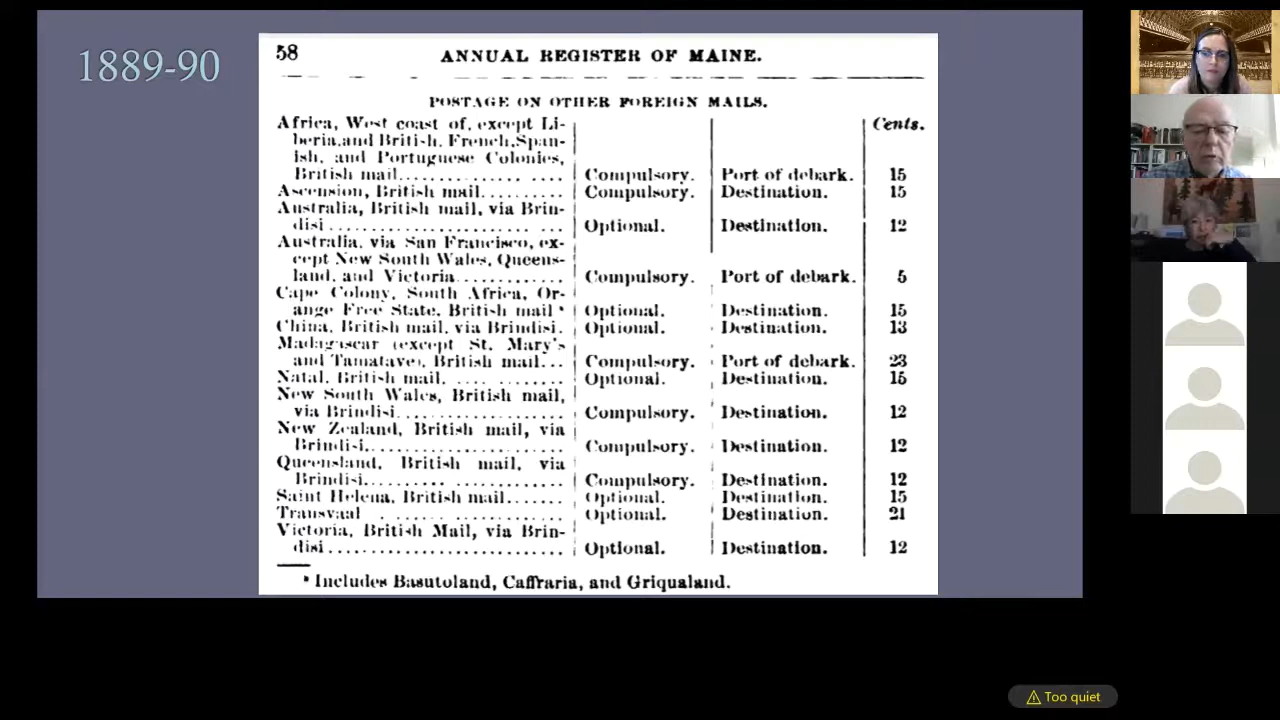 1889-90
58 ANNUAL REGISTER OF MAINE.
POSTAGE ON OTHER FOREIGN MAILS.
Africa, West coast of, except Li- Cents.
beria,and British, French,Span-
ish, and Portuguese Colonies,
British mail.................. Compulsory. Port of debark. 15
Ascension, British mail.......... Compulsory. Destination. 15
Australia, British mail, via Brin-
disi ............................ Optional. Destination. 12
Australia, via San Francisco, ex-
cept New South Wales, Queens-
land, and Victoria............. Compulsory. Port of debark. 5
Cape Colony, South Africa, Or-
ange Free State, British mail * Optional. Destination. 15
China, British mail, via Brindisi. Optional. Destination. 13
Madagascar (except St. Mary's
and Tamatave), British mail... Compulsory. Port of debark. 23
Natal, British mail. .... ......... Optional. Destination. 15
New South Wales, British mail,
via Brindisi.................... Compulsory. Destination. 12
New Zealand, British mail, via
Brindisi........................ Compulsory. Destination. 12
Queensland, British mail, via
Brindisi........................ Compulsory. Destination. 12
Saint Helena, British mail....... Optional. Destination. 15
Transvaal ...................... Optional. Destination. 21
Victoria, British Mail, via Brin-
disi............................ Optional. Destination. 12
* Includes Basutoland, Caffraria, and Griqualand.
Too quiet